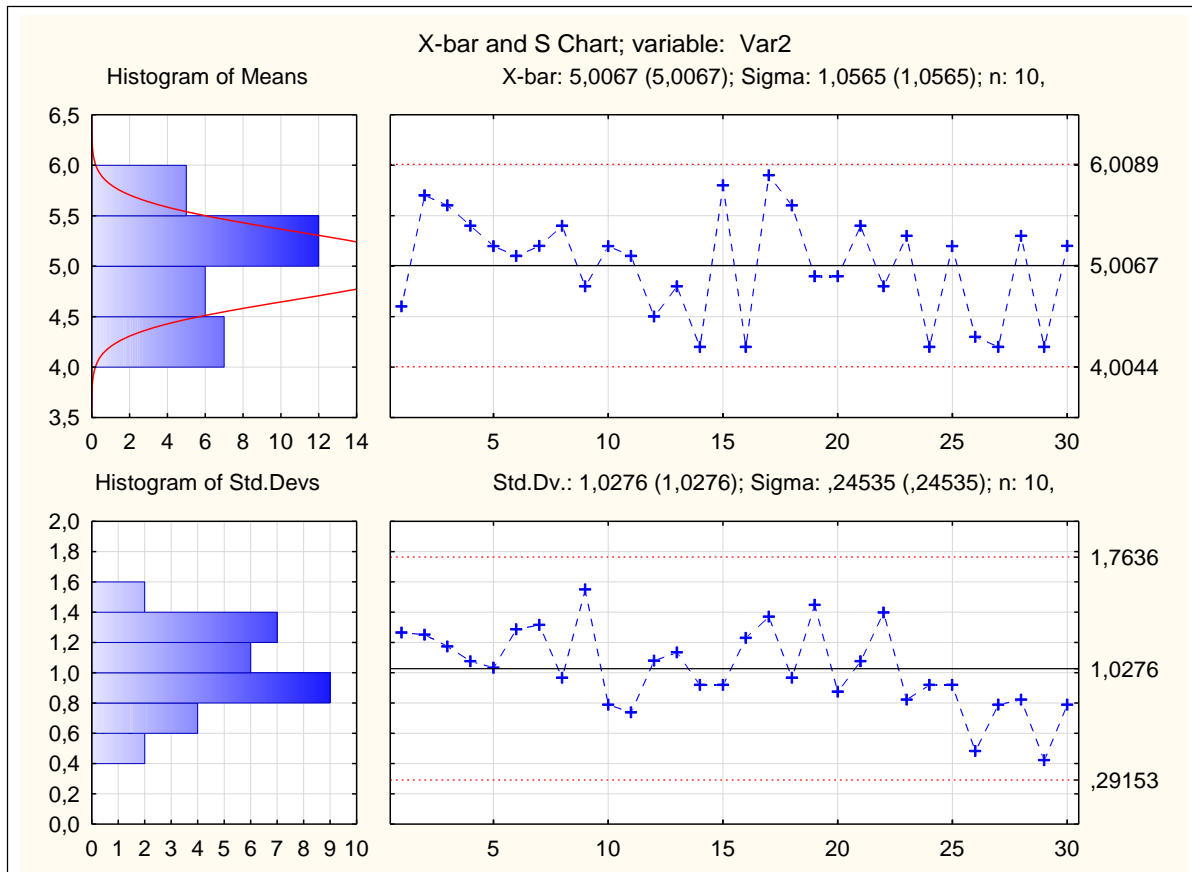 X-bar and S Chart; variable: Var2
Histogram of Means
X-bar: 5,0067 (5,0067); Sigma: 1,0565 (1,0565); n: 10,
6,5
6,0
5,5
5,0
4,5
4,0
3,5
0 2 4 6 8 10 12 14
6,0089
5,0067
4,0044
5 10 15 20 25 30
Histogram of Std.Devs
Std.Dv.: 1,0276 (1,0276); Sigma: ,24535 (,24535); n: 10,
2,0
1,8
1,6
1,4
1,2
1,0
0,8
0,6
0,4
0,2
0,0
0 1 2 3 4 5 6 7 8 9 10
1,7636
1,0276
,29153
5 10 15 20 25 30